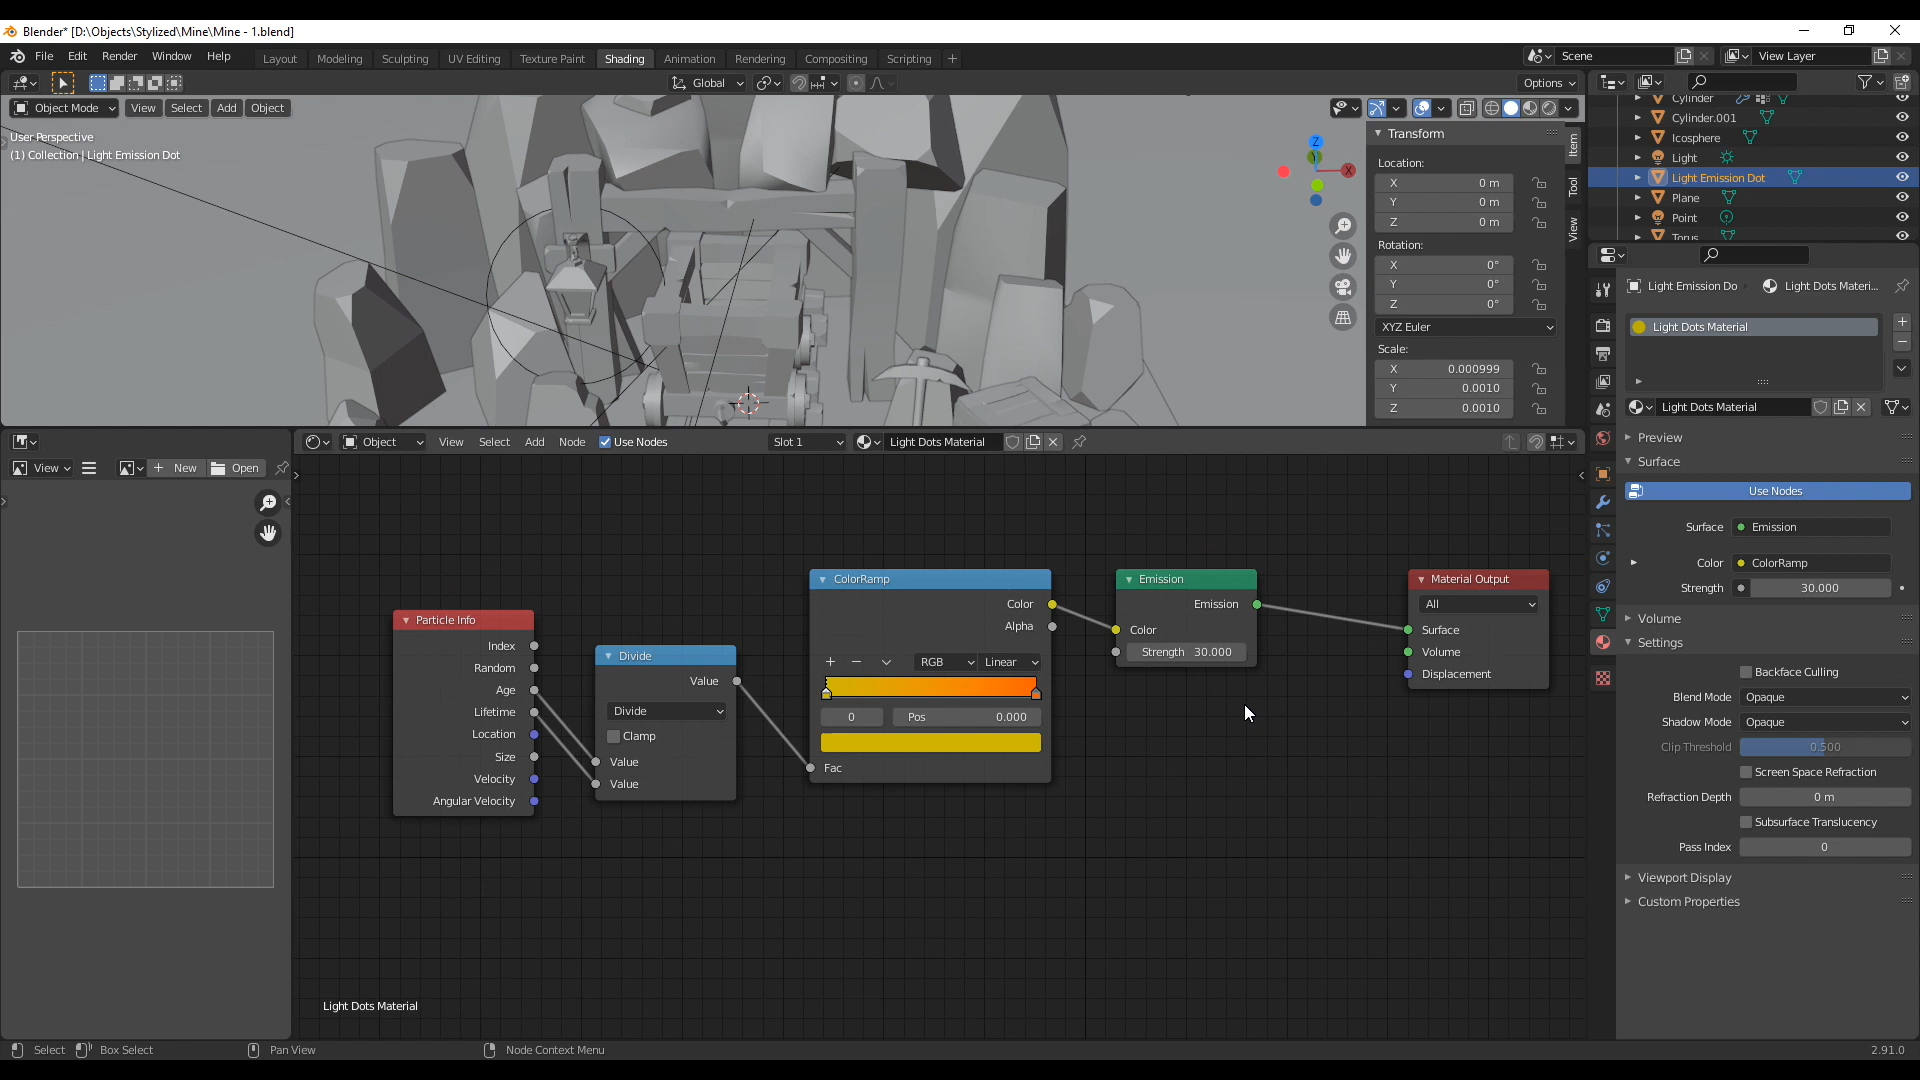 Blender* [D:\Objects\Stylized\Mine\Mine - 1.blend]
File Edit Render Window Help
Layout Modeling Sculpting UV Editing Texture Paint Shading Animation Rendering Compositing Scripting +
Scene
View Layer
Global
Options
Object Mode View Select Add Object
User Perspective
(1) Collection | Light Emission Dot
Z
Y
X
Transform
Location:
X 0 m
Y 0 m
Z 0 m
Rotation:
X 0°
Y 0°
Z 0°
XYZ Euler
Scale:
X 0.000999
Y 0.0010
Z 0.0010
Item
Tool
View
Cylinder
Cylinder.001
Icosphere
Light
Light Emission Dot
Plane
Point
Torus
Light Emission Do
Light Dots Materi...
Light Dots Material
Light Dots Material
Preview
Surface
Use Nodes
Surface Emission
Color ColorRamp
Strength 30.000
Volume
Settings
Backface Culling
Blend Mode Opaque
Shadow Mode Opaque
Clip Threshold 0.500
Screen Space Refraction
Refraction Depth 0 m
Subsurface Translucency
Pass Index 0
Viewport Display
Custom Properties
View
New
Open
Object View Select Add Node Use Nodes
Slot 1
Light Dots Material
Particle Info
Index
Random
Age
Lifetime
Location
Size
Velocity
Angular Velocity
Divide
Value
Divide
Clamp
Value
Value
ColorRamp
Color
Alpha
RGB Linear
0 Pos 0.000
Fac
Emission
Emission
Color
Strength 30.000
Material Output
All
Surface
Volume
Displacement
Light Dots Material
Select Box Select Pan View Node Context Menu
2.91.0